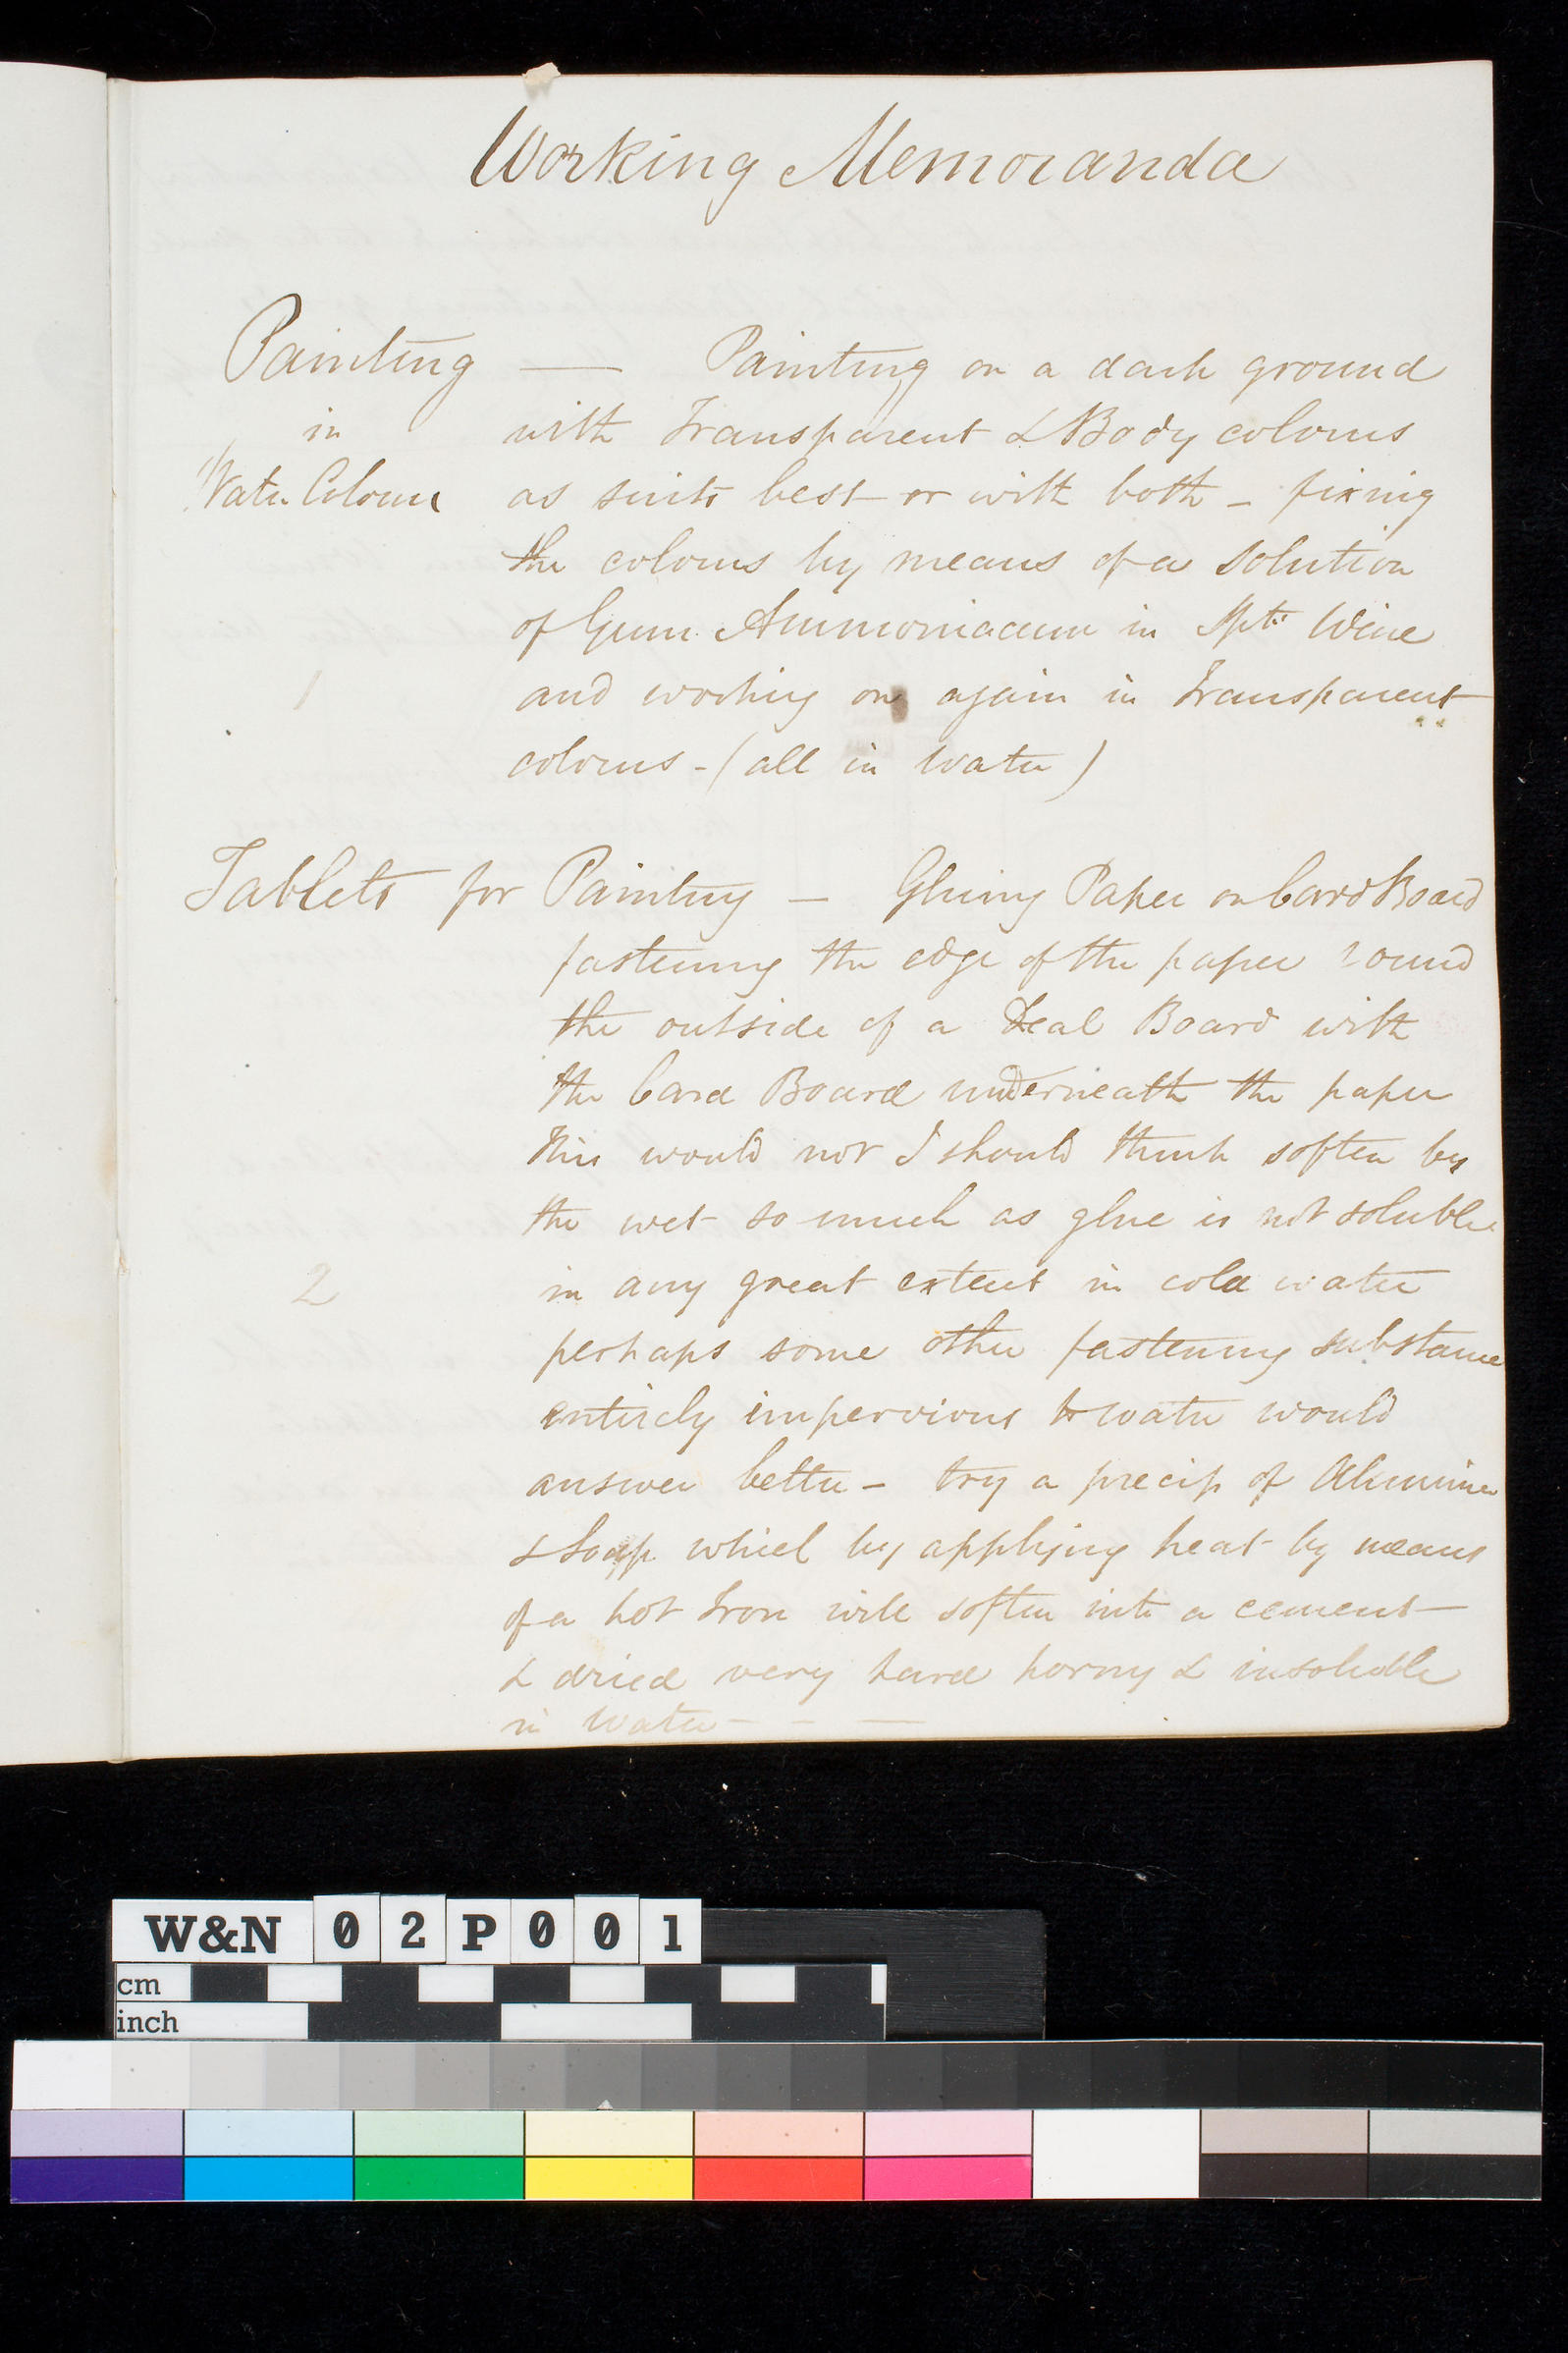 Working Memoranda
Painting — Painting on a dark ground
in with Transparent & Body colours
Water Colour as suits best or with both – fixing
the colours by means of a solution
of Gum Ammoniacum in Spts Wine
1 and working on again in Transparent
colours – (all in water)
Tablets for Painting – Gluing Paper on Card Board
fastening the edge of the paper round
the outside of a Deal Board with
the Card Board underneath the paper
This would not I should think soften by
the wet so much as glue is not soluble
2 in any great extent in cold water
perhaps some other fastening substance
entirely impervious to water would
answer better – try a precip of Alumina
& Soap which by applying heat by means
of a hot Iron will soften into a cement
& dried very hard horny & insoluble
in Water – – —
W&N 02P001
cm
inch